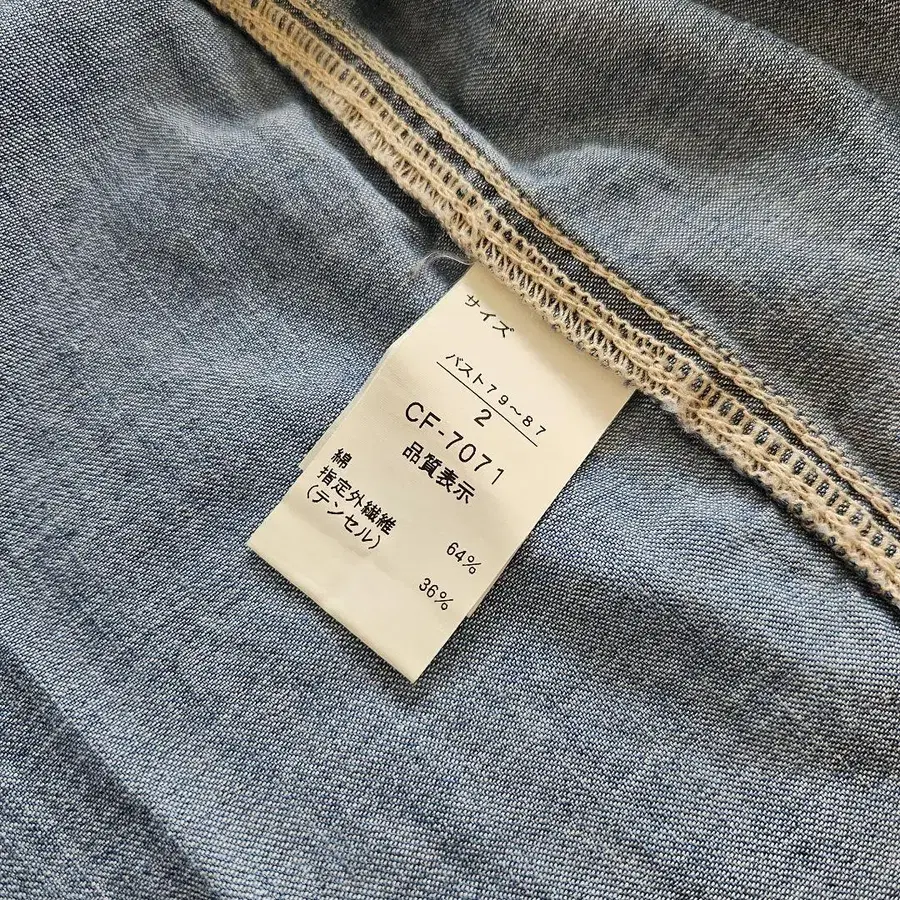 サイズ
バスト79～87
2
CF-7071
品質表示
綿 64%
指定外繊維
(テンセル) 36%